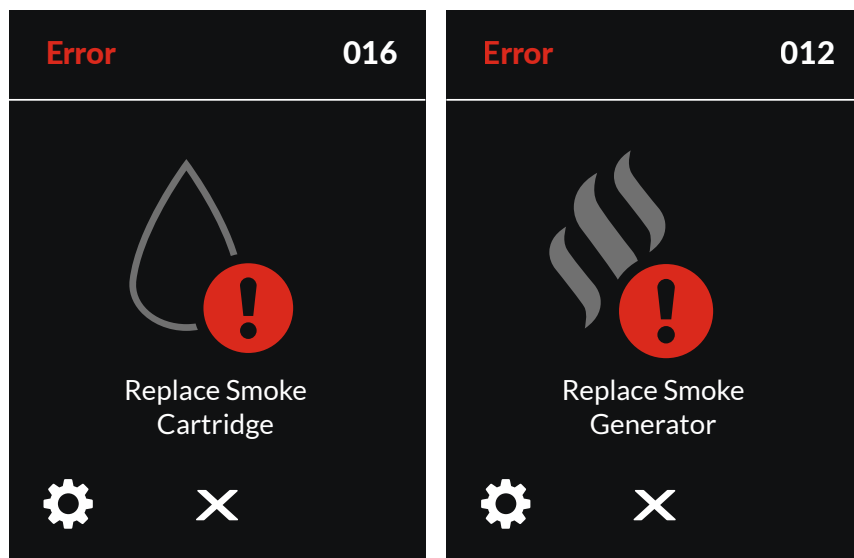 Error 016
Replace Smoke
Cartridge
Error 012
Replace Smoke
Generator